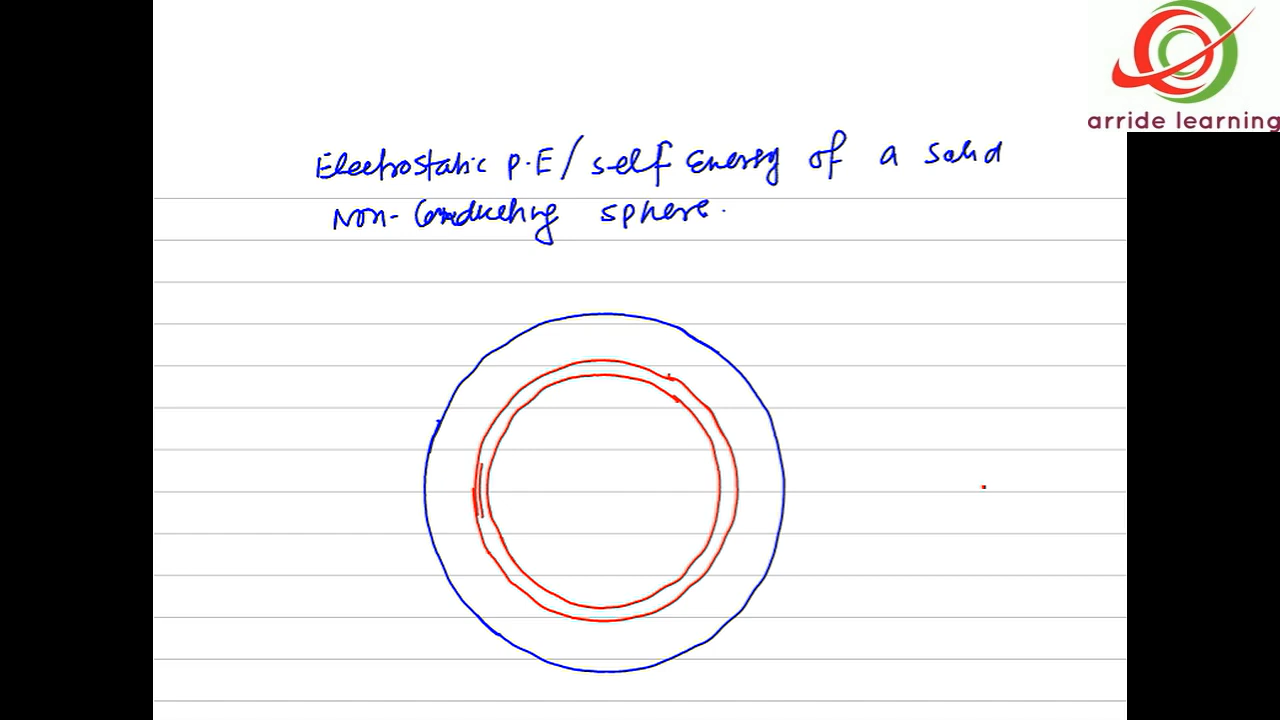 arride learning
Electrostatic P.E/ self Energy of a solid
Non-Conducting sphere.